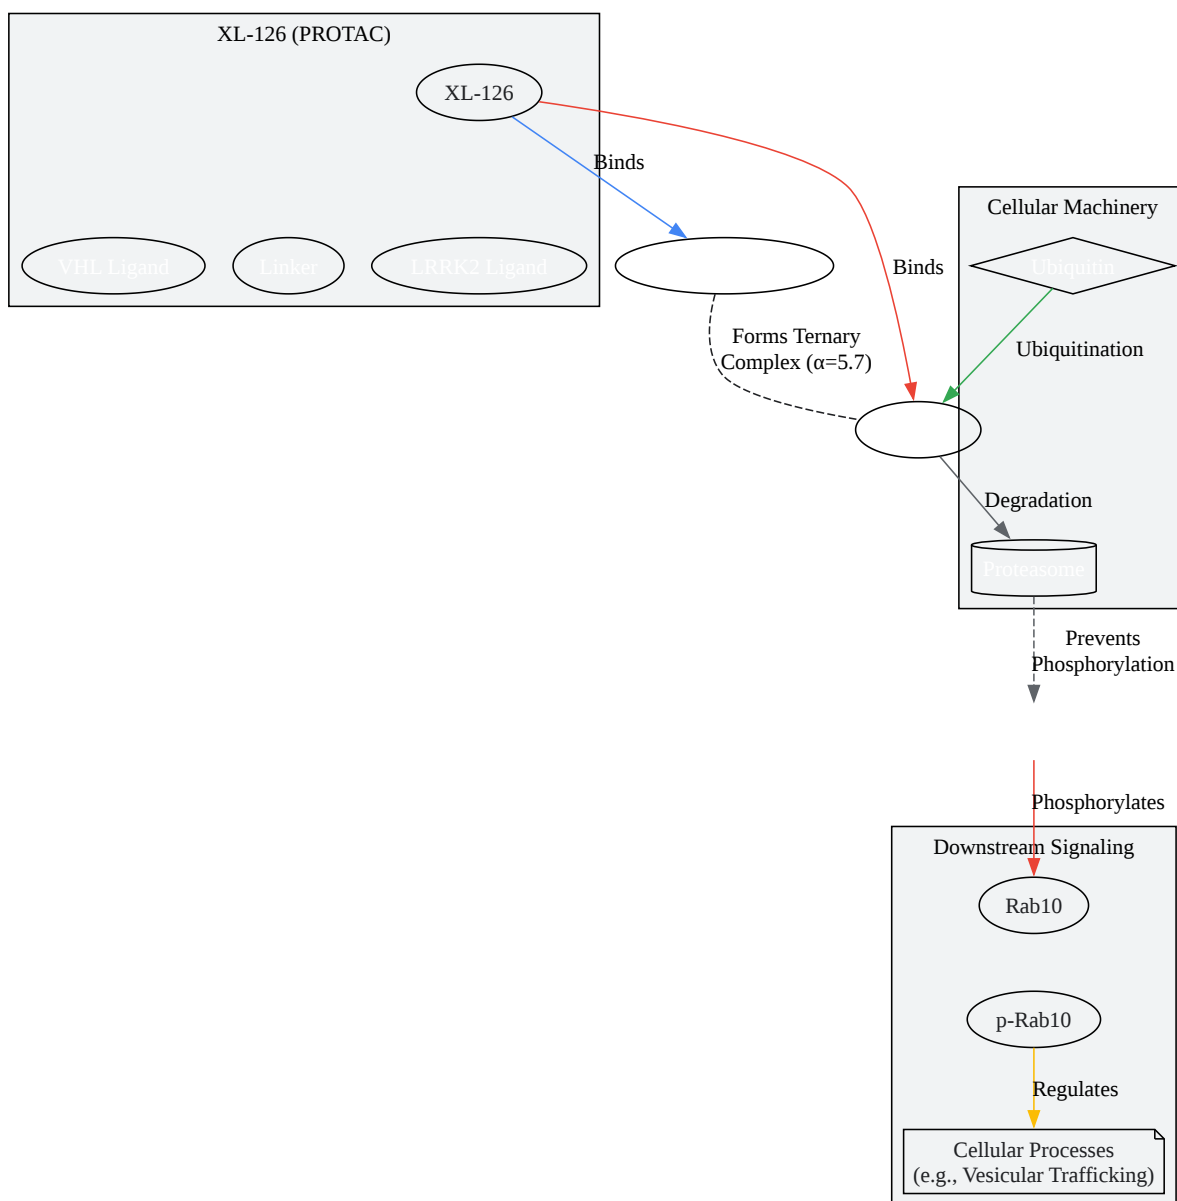 XL-126 (PROTAC)
XL-126
Binds
Cellular Machinery
VHL Ligand
Linker
LRRK2 Ligand
Binds
Ubiquitin
Forms Ternary
Complex (α=5.7)
Ubiquitination
Degradation
Proteasome
Prevents
Phosphorylation
Phosphorylates
Downstream Signaling
Rab10
p-Rab10
Regulates
Cellular Processes
(e.g., Vesicular Trafficking)